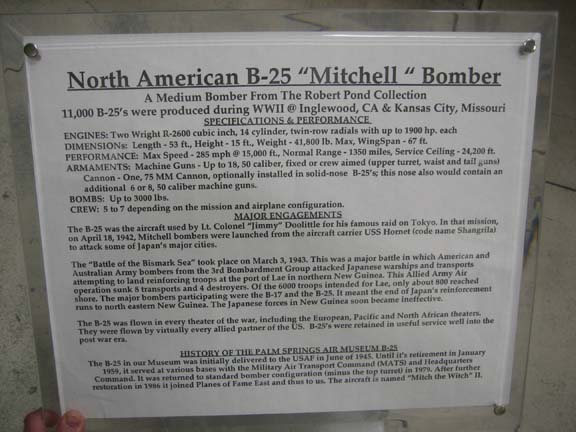 North American B-25 "Mitchell " Bomber
A Medium Bomber From The Robert Pond Collection
11,000 B-25's were produced during WWII @ Inglewood, CA & Kansas City, Missouri
SPECIFICATIONS & PERFORMANCE
ENGINES: Two Wright R-2600 cubic inch, 14 cylinder, twin-row radials with up to 1900 hp. each
DIMENSIONs: Length - 53 ft., Height - 15 ft., Weight - 41,800 lb. Max, WingSpan - 67 ft.
PERFORMANCE: Max Speed - 285 mph @ 15,000 ft., Normal Range - 1350 miles, Service Ceiling - 24,200 ft.
ARMAMENTS: Machine Guns - Up to 18, 50 caliber, fixed or crew aimed (upper turret, waist and tail guns)
Cannon - One, 75 MM Cannon, optionally installed in solid-nose B-25's; this nose also would contain an
additional 6 or 8, 50 caliber machine guns.
BOMBS: Up to 3000 lbs.
CREW: 5 to 7 depending on the mission and airplane configuration.
MAJOR ENGAGEMENTS
The B-25 was the aircraft used by Lt. Colonel "Jimmy" Doolittle for his famous raid on Tokyo. In that mission,
on April 18, 1942, Mitchell bombers were launched from the aircraft carrier USS Hornet (code name Shangrila)
to attack some of Japan's major cities.
The "Battle of the Bismark Sea" took place on March 3, 1943. This was a major battle in which American and
Australian Army bombers from the 3rd Bombardment Group attacked Japanese warships and transports
attempting to land reinforcing troops at the port of Lae in northern New Guinea. This Allied Army Air
operation sunk 8 transports and 4 destroyers. Of the 6000 troops intended for Lae, only about 800 reached
shore. The major bombers participating were the B-17 and the B-25. It meant the end of Japan's reinforcement
runs to northeastern New Guinea. The Japanese forces in New Guinea soon became ineffective.
The B-25 was flown in every theater of the war, including the European, Pacific and North African theaters.
They were flown by virtually every allied partner of the US. B-25's were retained in useful service well into the
post war era.
HISTORY OF THE PALM SPRINGS AIR MUSEUM B-25
The B-25 in our Museum was initially delivered to the USAF in June of 1945. Until it's retirement in January
1959, it served at various bases with the Military Air Transport Command (MATS) and Headquarters
Command. It was returned to standard bomber configuration (minus the top turret) in 1979. After further
restoration in 1986 it joined Planes of Fame East and thus to us. The aircraft is named "Mitch the Witch" II.